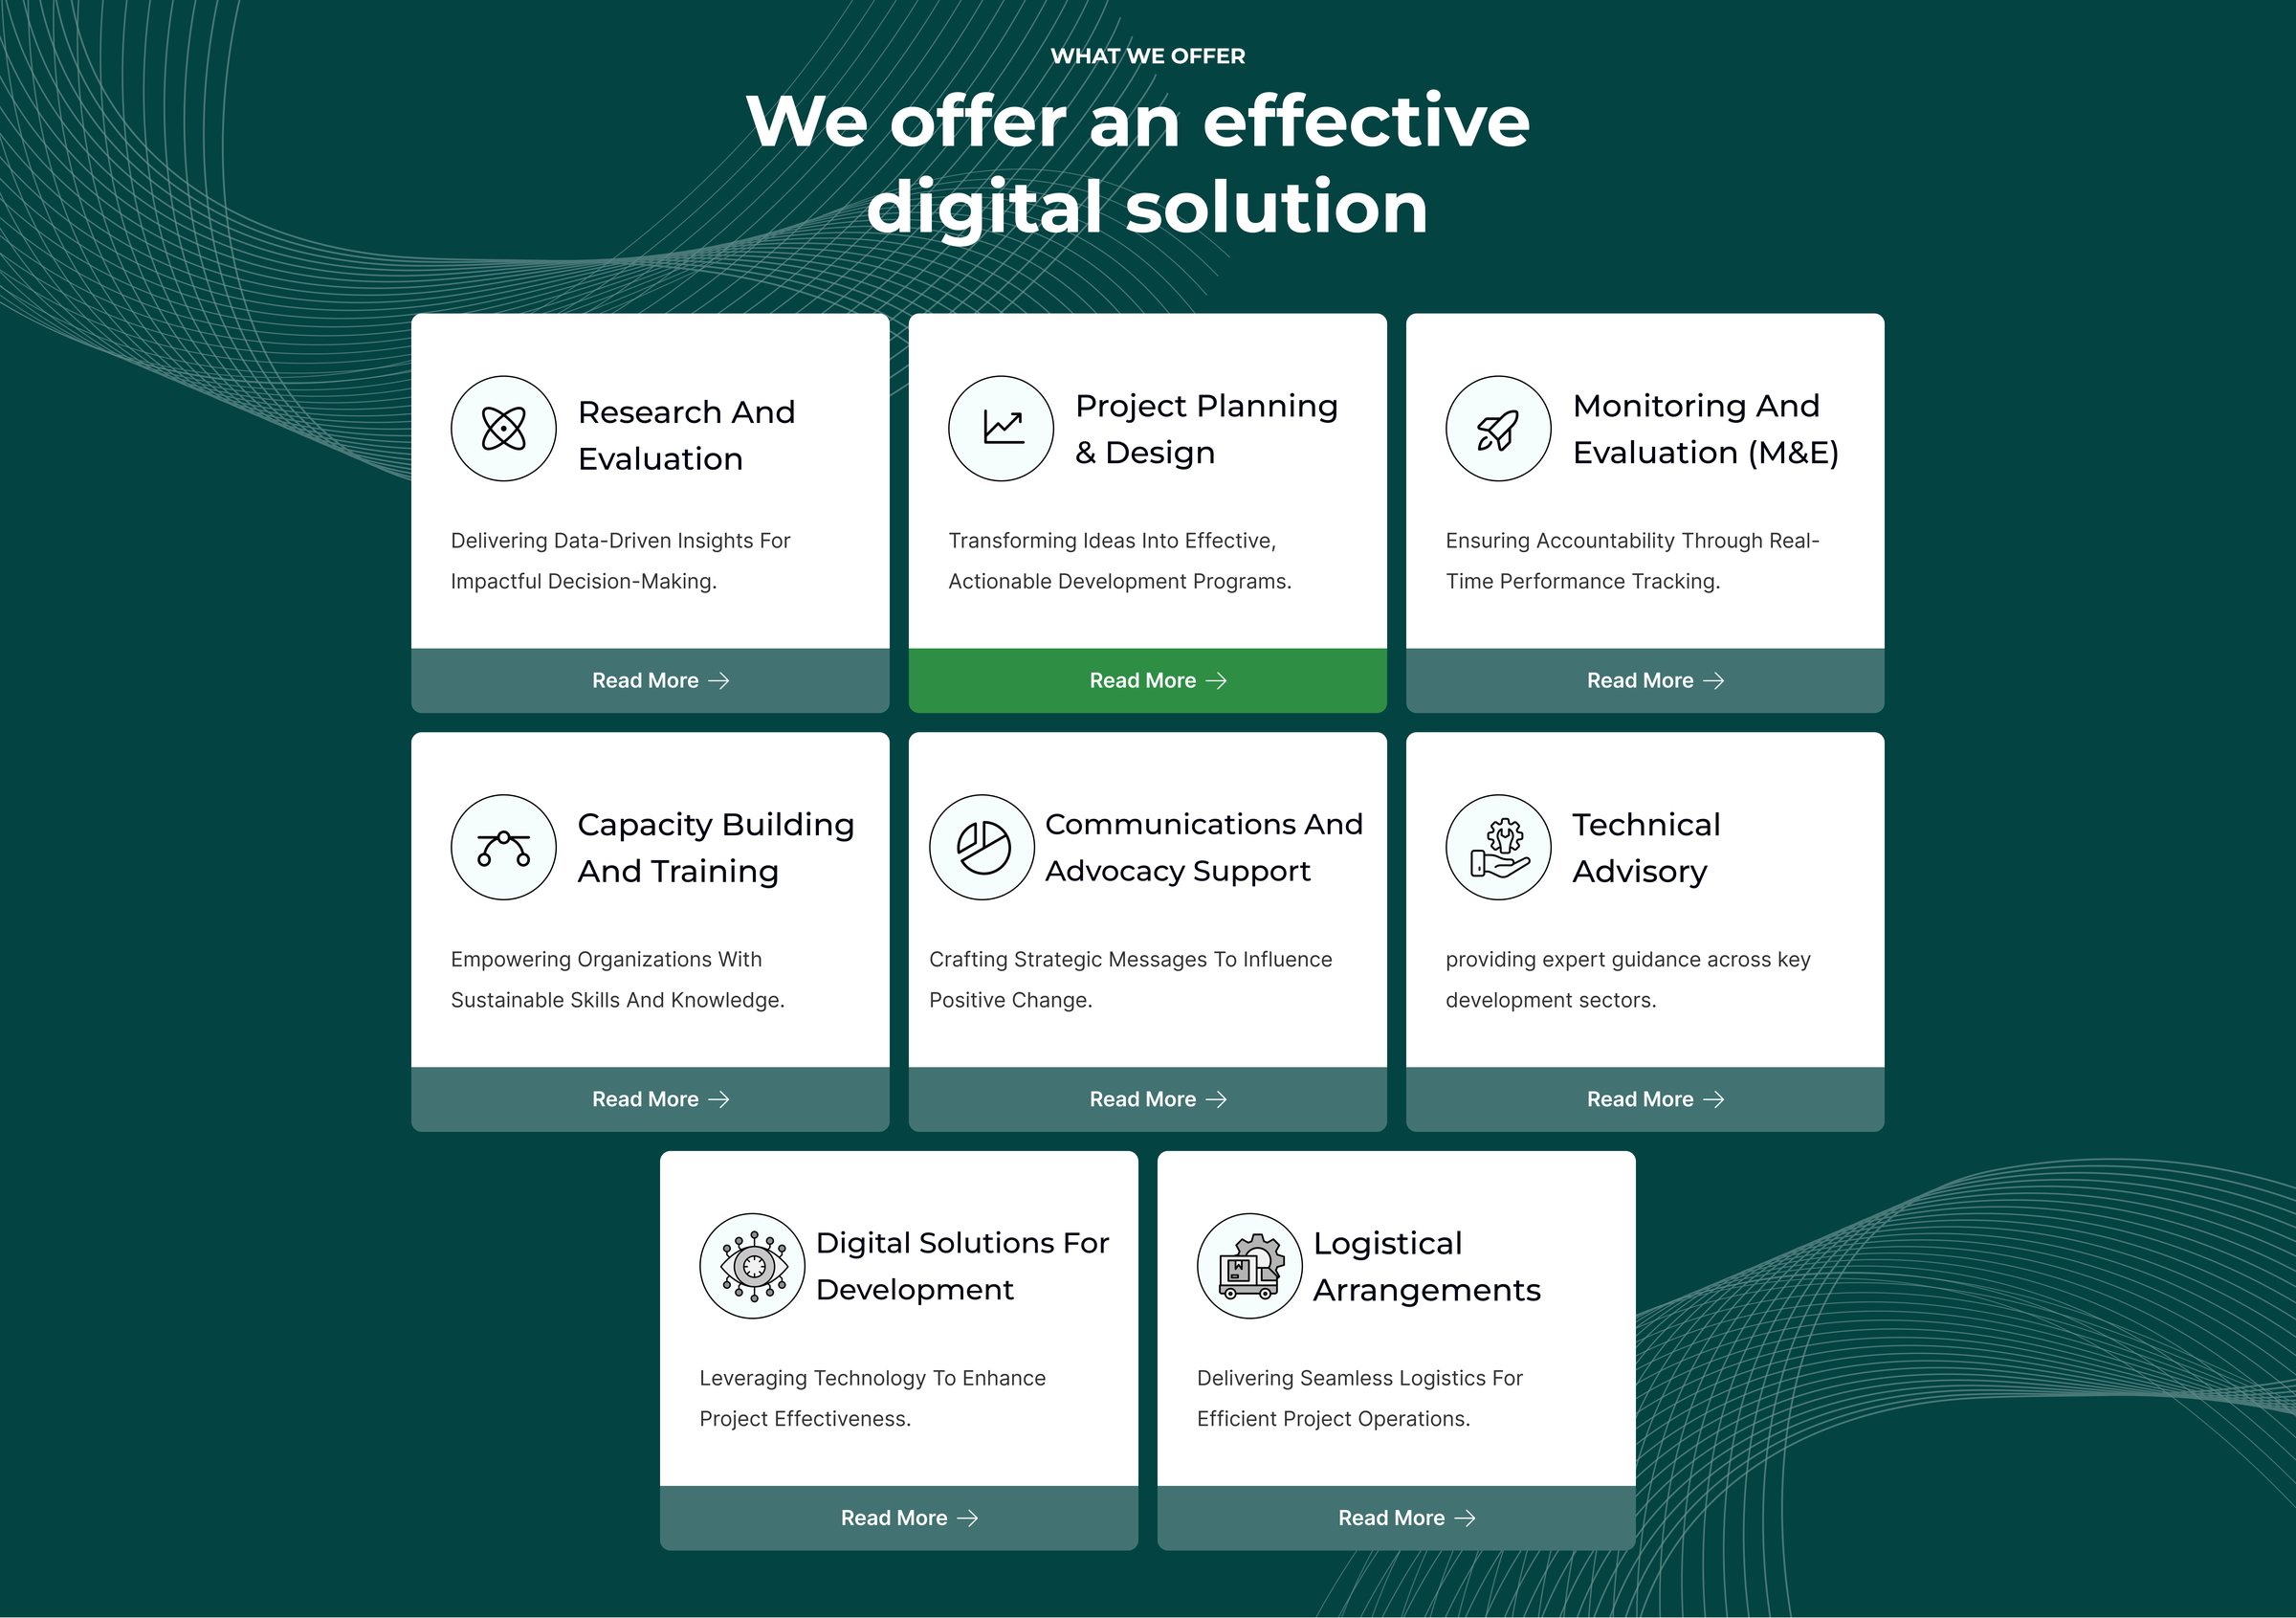 WHAT WE OFFER
We offer an effective
digital solution
Research And
Evaluation
Delivering Data-Driven Insights For
Impactful Decision-Making.
Read More
Project Planning
& Design
Transforming Ideas Into Effective,
Actionable Development Programs.
Read More
Monitoring And
Evaluation (M&E)
Ensuring Accountability Through Real-
Time Performance Tracking.
Read More
Capacity Building
And Training
Empowering Organizations With
Sustainable Skills And Knowledge.
Read More
Communications And
Advocacy Support
Crafting Strategic Messages To Influence
Positive Change.
Read More
Technical
Advisory
providing expert guidance across key
development sectors.
Read More
Digital Solutions For
Development
Leveraging Technology To Enhance
Project Effectiveness.
Read More
Logistical
Arrangements
Delivering Seamless Logistics For
Efficient Project Operations.
Read More